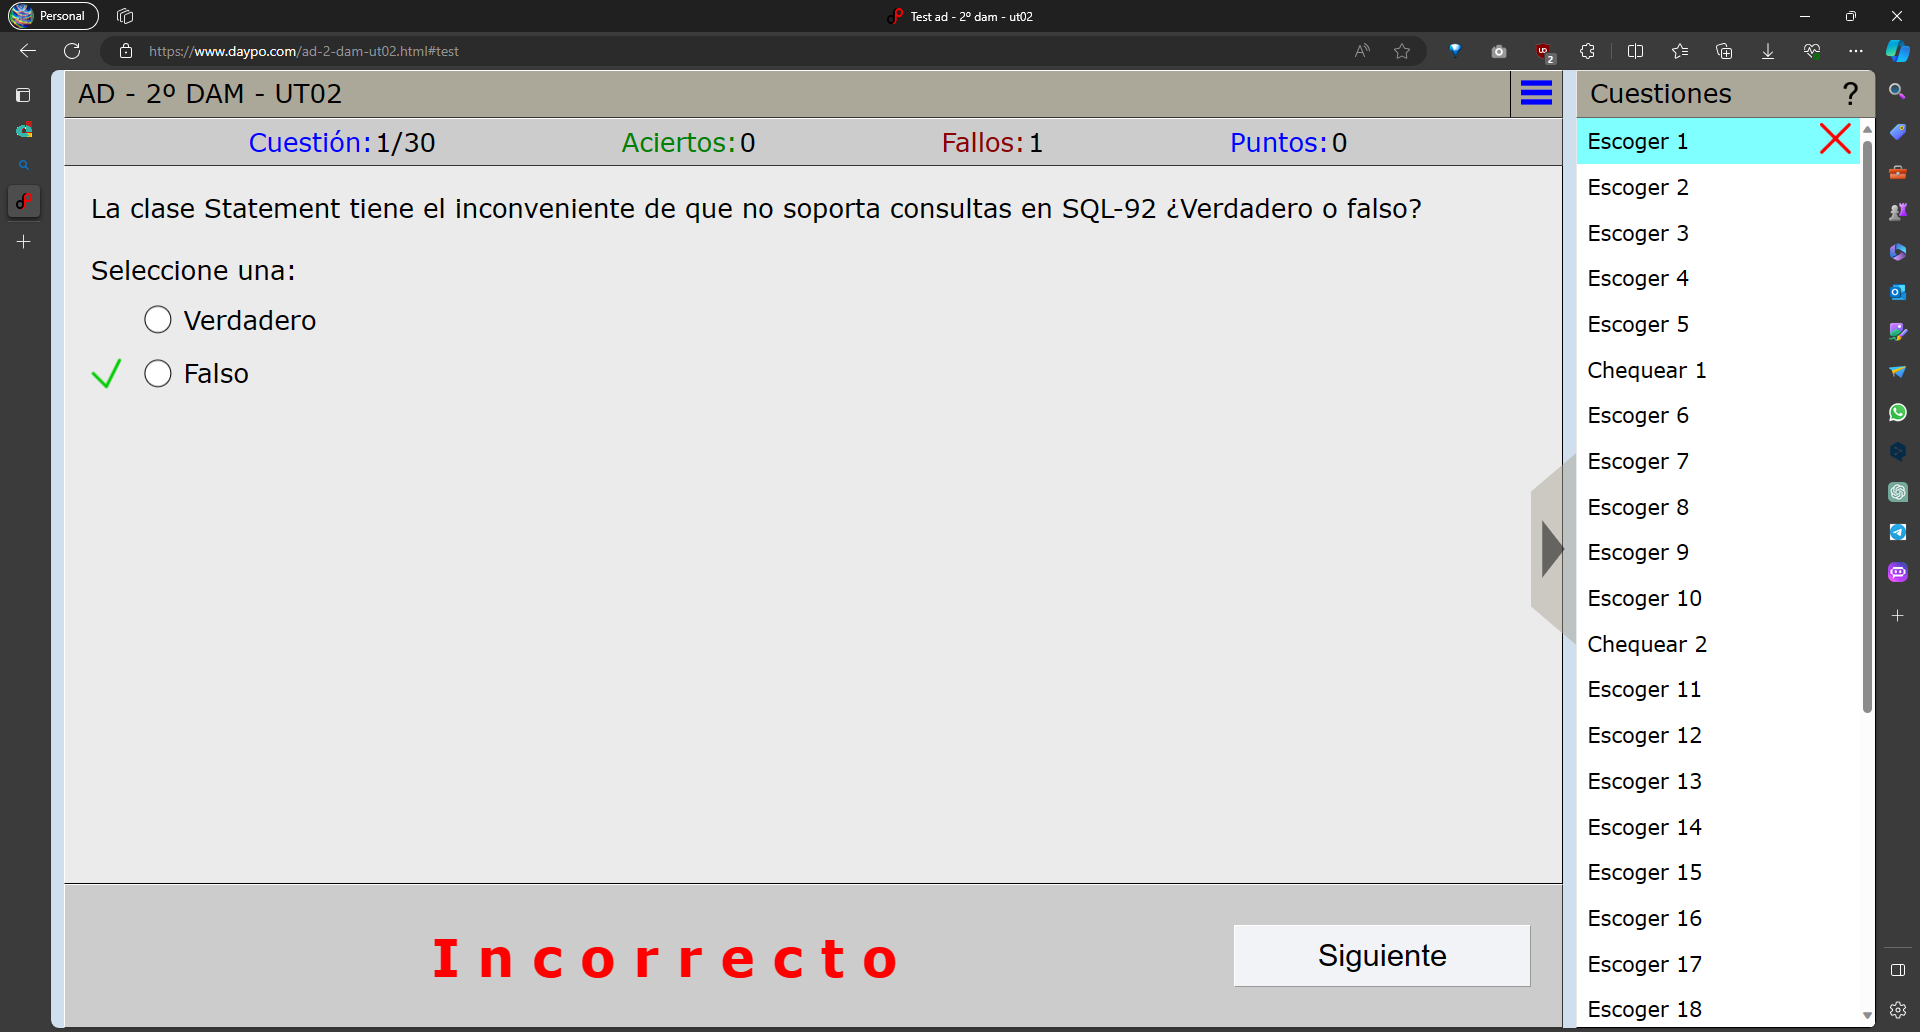 Personal
Test ad - 2º dam - ut02
https://www.daypo.com/ad-2-dam-ut02.html#test
2
AD - 2º DAM - UT02
Cuestión: 1/30
Aciertos: 0
Fallos: 1
Puntos: 0
La clase Statement tiene el inconveniente de que no soporta consultas en SQL-92 ¿Verdadero o falso?
Seleccione una:
Verdadero
Falso
Incorrecto
Siguiente
Cuestiones ?
Escoger 1
Escoger 2
Escoger 3
Escoger 4
Escoger 5
Chequear 1
Escoger 6
Escoger 7
Escoger 8
Escoger 9
Escoger 10
Chequear 2
Escoger 11
Escoger 12
Escoger 13
Escoger 14
Escoger 15
Escoger 16
Escoger 17
Escoger 18